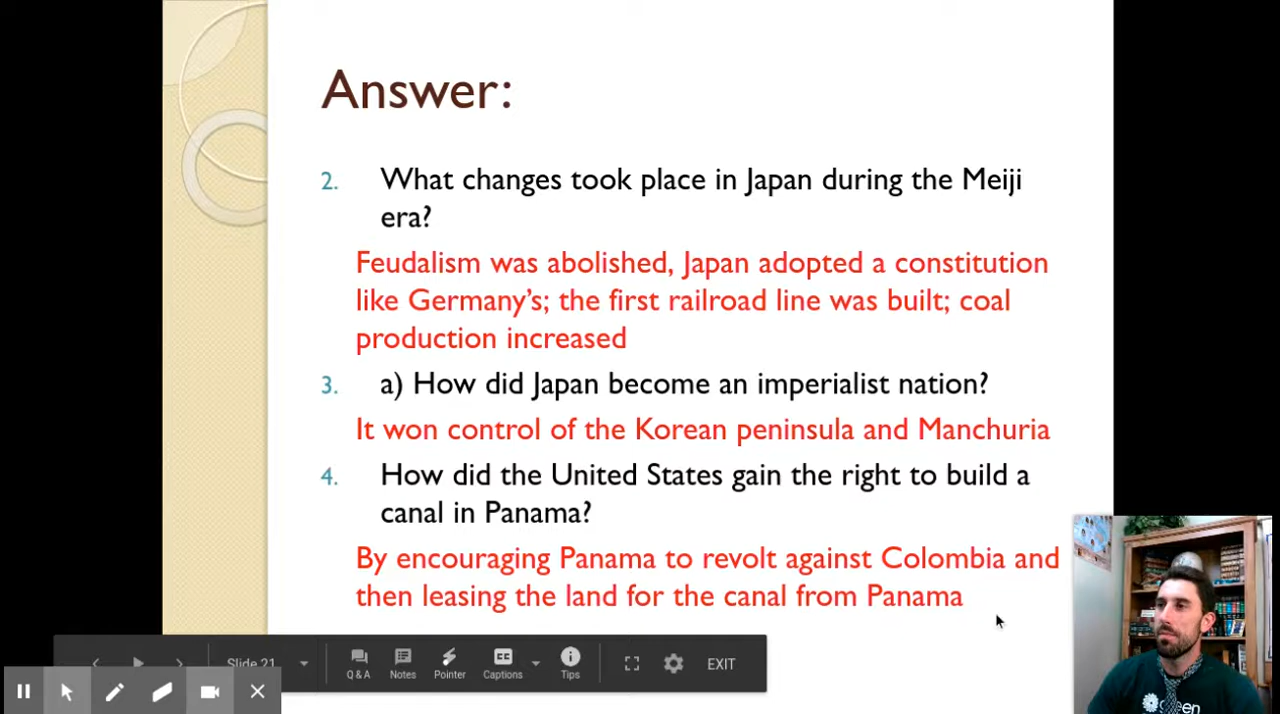 Answer:
2. What changes took place in Japan during the Meiji
era?
Feudalism was abolished, Japan adopted a constitution
like Germany's; the first railroad line was built; coal
production increased
3. a) How did Japan become an imperialist nation?
It won control of the Korean peninsula and Manchuria
4. How did the United States gain the right to build a
canal in Panama?
By encouraging Panama to revolt against Colombia and
then leasing the land for the canal from Panama
Slide 21
Q & A Notes Pointer CC Captions Tips EXIT